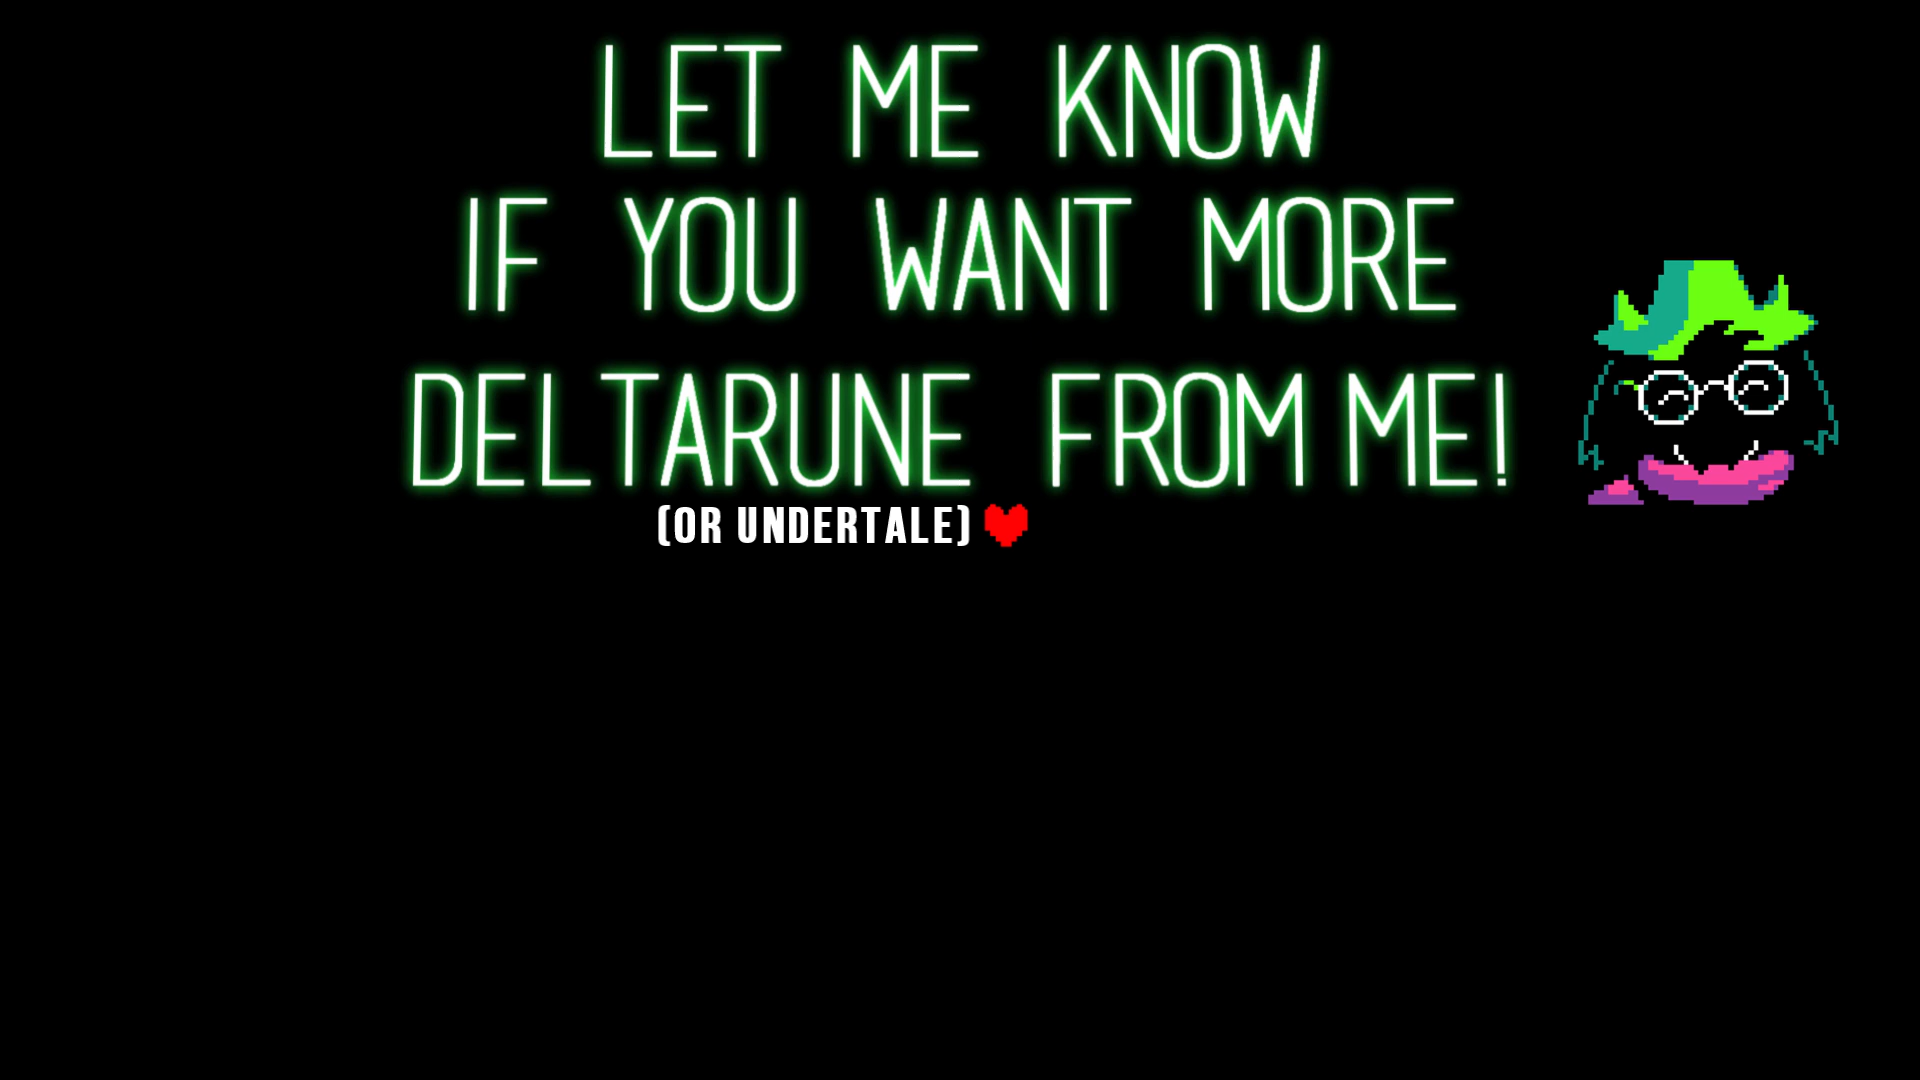 LET ME KNOW
IF YOU WANT MORE
DELTARUNE FROM ME!
(OR UNDERTALE)